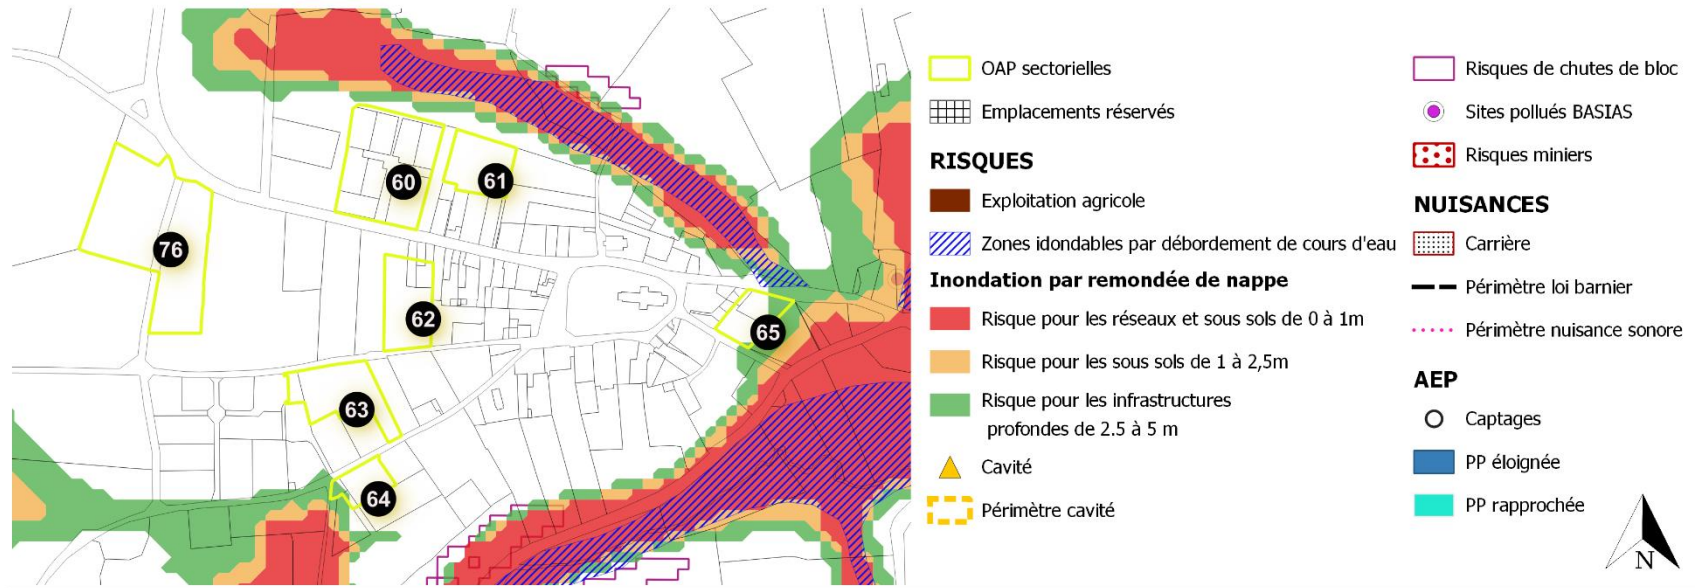 60
61
76
62
65
63
64
OAP sectorielles
Emplacements réservés
RISQUES
Exploitation agricole
Zones idondables par débordement de cours d'eau
Inondation par remondée de nappe
Risque pour les réseaux et sous sols de 0 à 1m
Risque pour les sous sols de 1 à 2,5m
Risque pour les infrastructures
profondes de 2.5 à 5 m
Cavité
Périmètre cavité
Risques de chutes de bloc
Sites pollués BASIAS
Risques miniers
NUISANCES
Carrière
Périmètre loi barnier
Périmètre nuisance sonore
AEP
Captages
PP éloignée
PP rapprochée
N